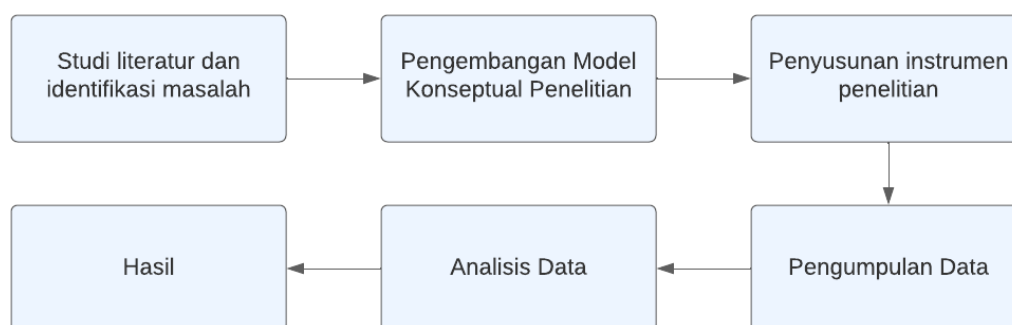 Studi literatur dan
identifikasi masalah
Pengembangan Model
Konseptual Penelitian
Penyusunan instrumen
penelitian
Pengumpulan Data
Analisis Data
Hasil